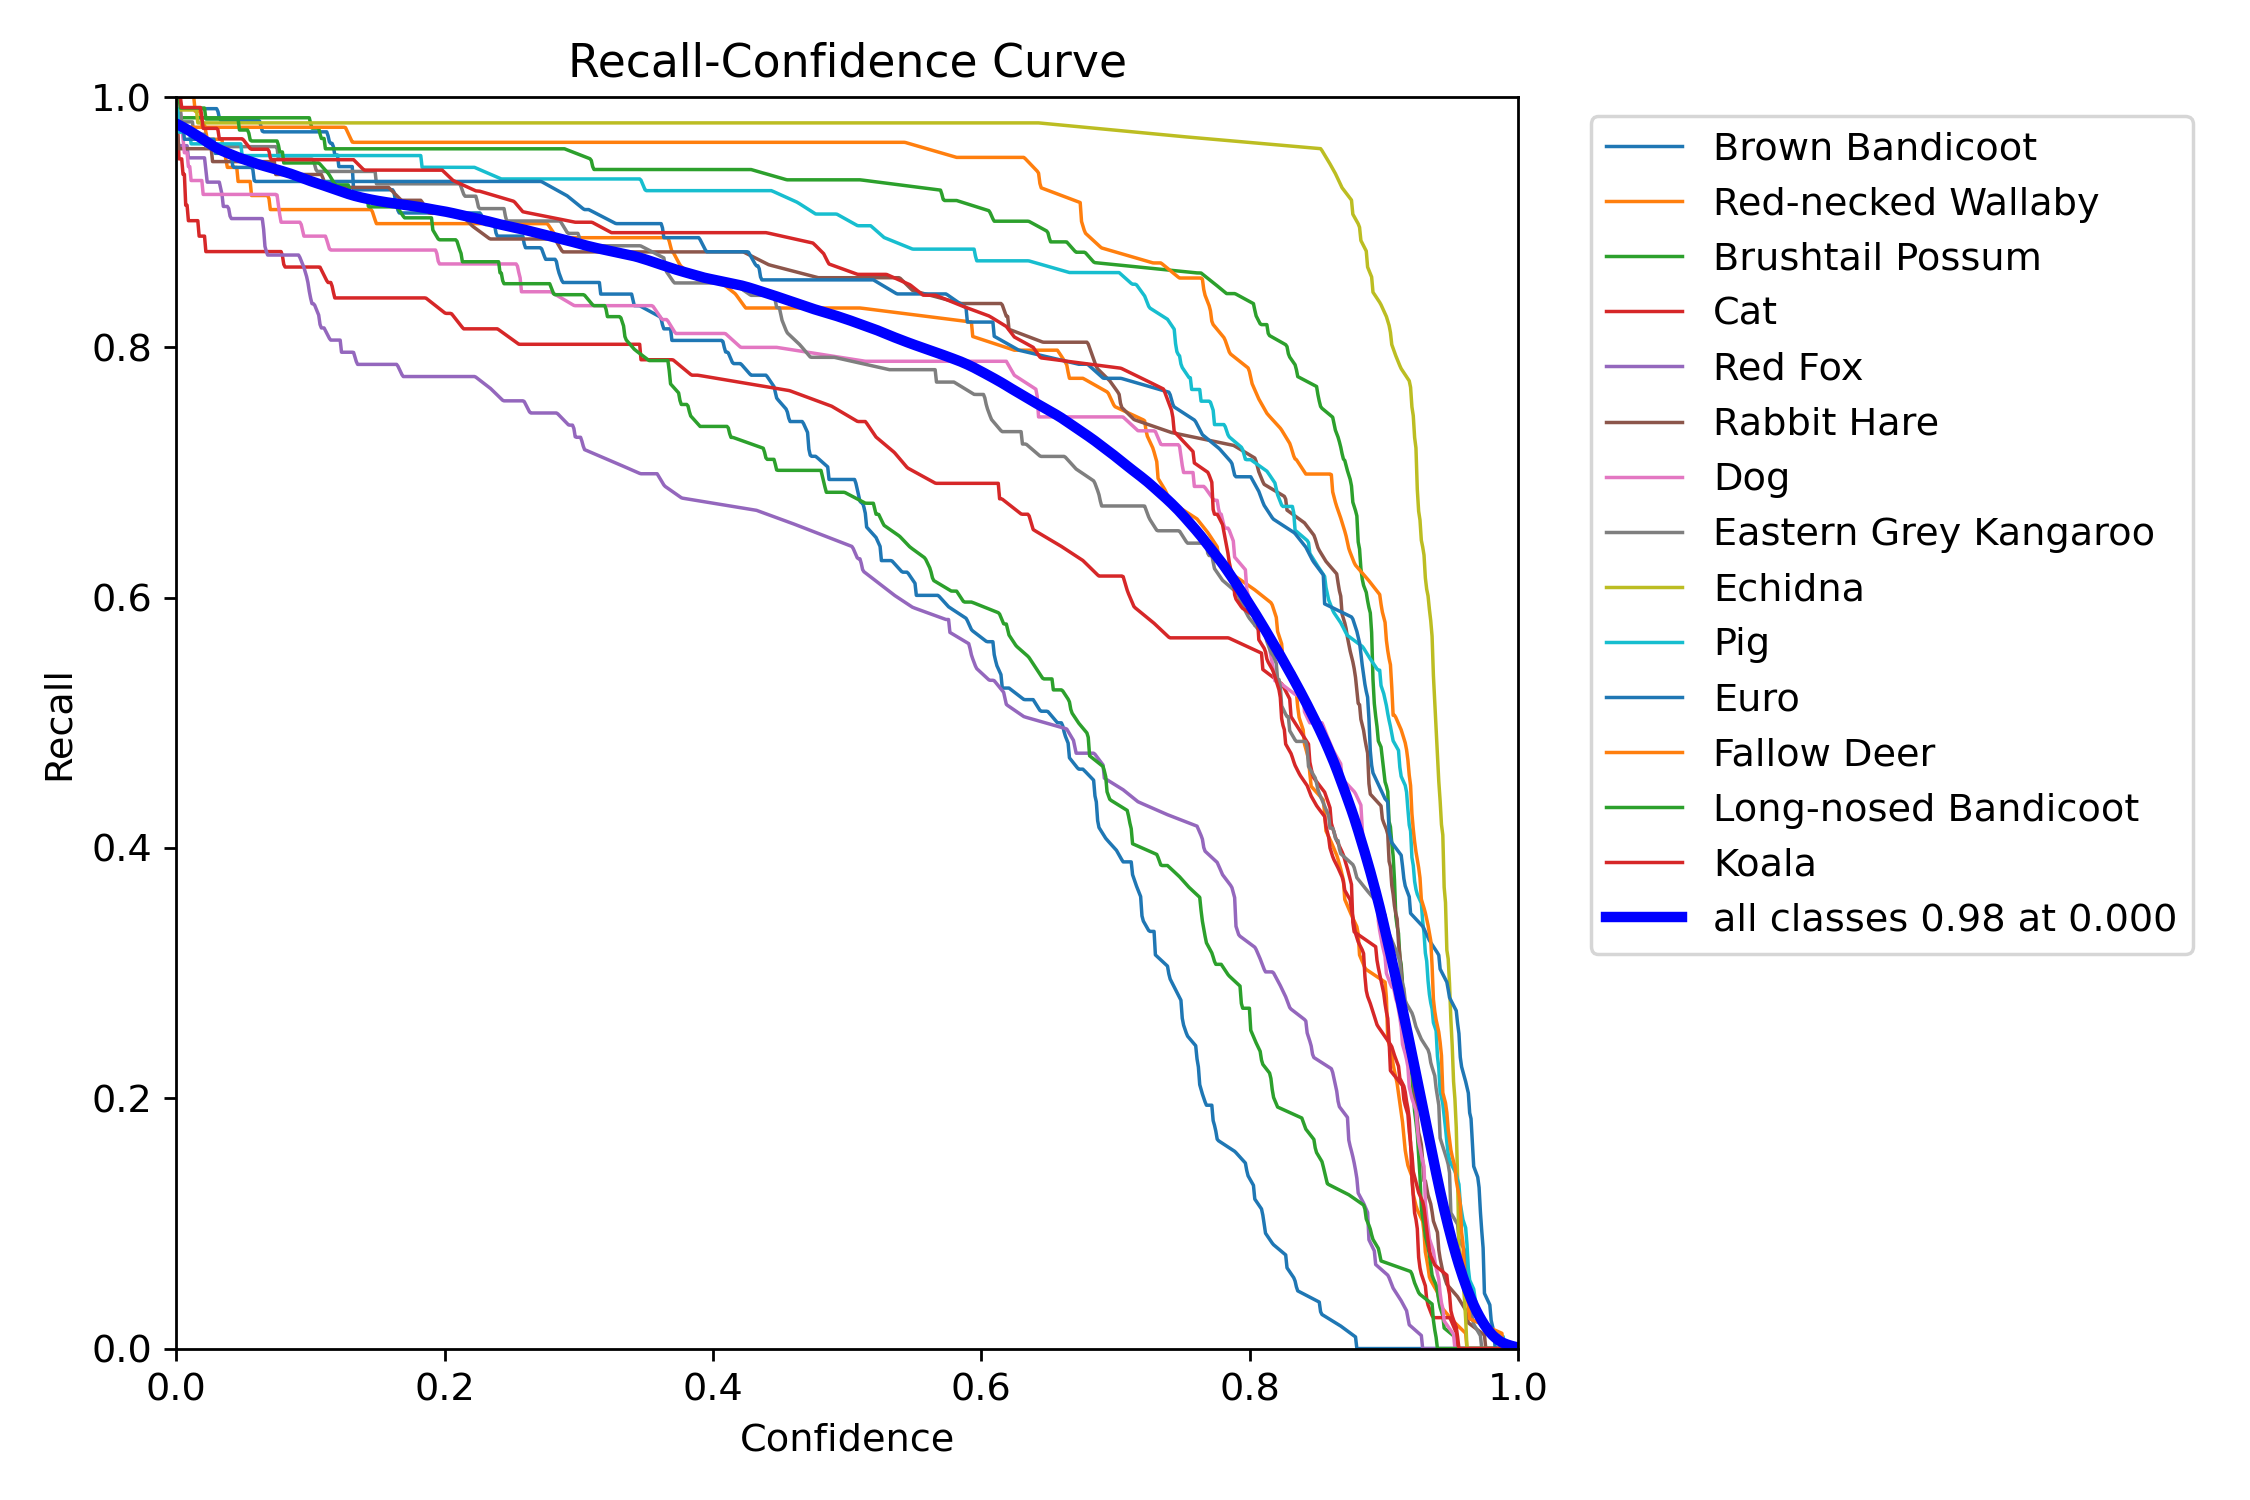 Recall-Confidence Curve
1.0
0.8
0.6
0.4
0.2
0.0
Recall
0.0 0.2 0.4 0.6 0.8 1.0
Confidence
Brown Bandicoot
Red-necked Wallaby
Brushtail Possum
Cat
Red Fox
Rabbit Hare
Dog
Eastern Grey Kangaroo
Echidna
Pig
Euro
Fallow Deer
Long-nosed Bandicoot
Koala
all classes 0.98 at 0.000